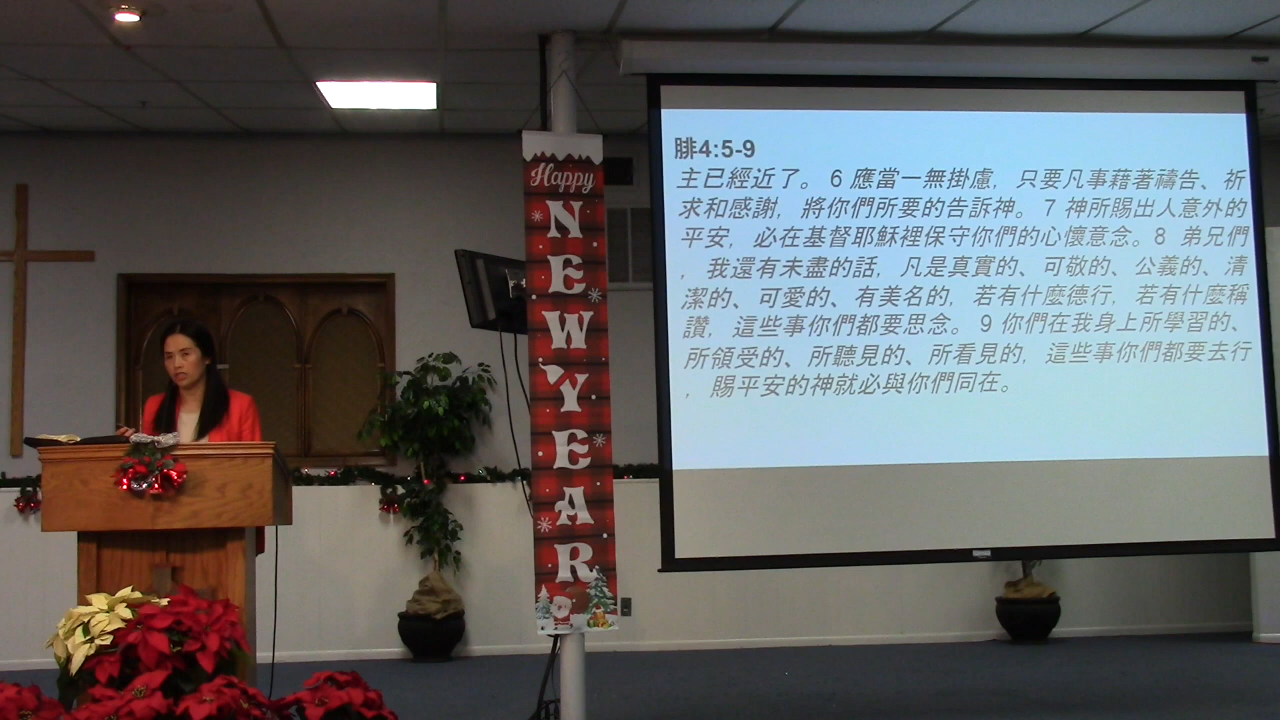 Happy
NEW YEAR
腓4:5-9
主已經近了。 6 應當一無掛慮，只要凡事藉著禱告、祈
求和感謝，將你們所要的告訴神。 7 神所賜出人意外的
平安，必在基督耶穌裡保守你們的心懷意念。8 弟兄們
，我還有未盡的話，凡是真實的、可敬的、公義的、清
潔的、可愛的、有美名的，若有什麼德行，若有什麼稱
讚，這些事你們都要思念。 9 你們在我身上所學習的、
所領受的、所聽見的、所看見的，這些事你們都要去行
，賜平安的神就必與你們同在。